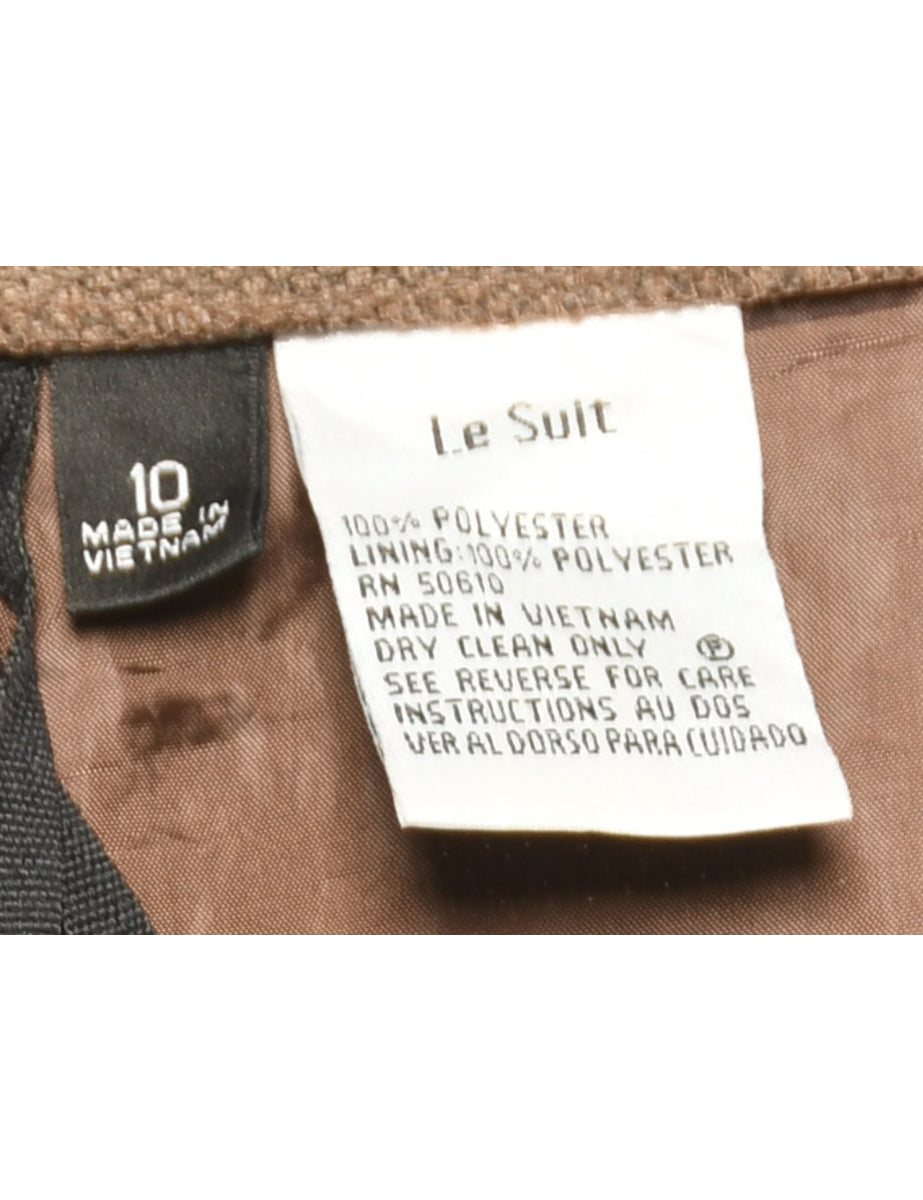 10
MADE IN
VIETNAM
Le Suit
100% POLYESTER
LINING:100% POLYESTER
RN 50610
MADE IN VIETNAM
DRY CLEAN ONLY Ⓟ
SEE REVERSE FOR CARE
INSTRUCTIONS AU DOS
VER AL DORSO PARA CUIDADO